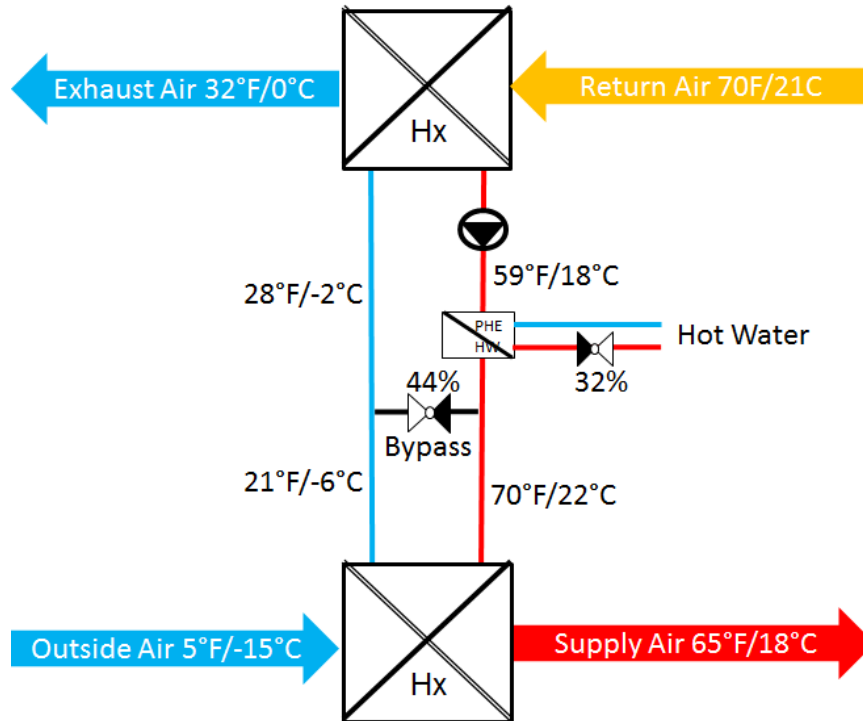 Exhaust Air 32°F/0°C
Return Air 70F/21C
Hx
28°F/-2°C
59°F/18°C
PHE
HW
Hot Water
44%
32%
Bypass
21°F/-6°C
70°F/22°C
Outside Air 5°F/-15°C
Supply Air 65°F/18°C
Hx